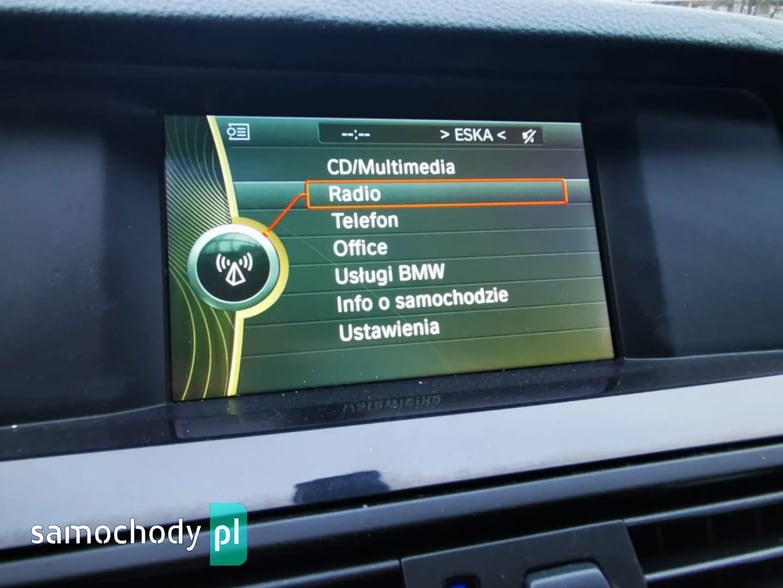 --:-- > ESKA <
CD/Multimedia
Radio
Telefon
Office
Usługi BMW
Info o samochodzie
Ustawienia
samochody pl